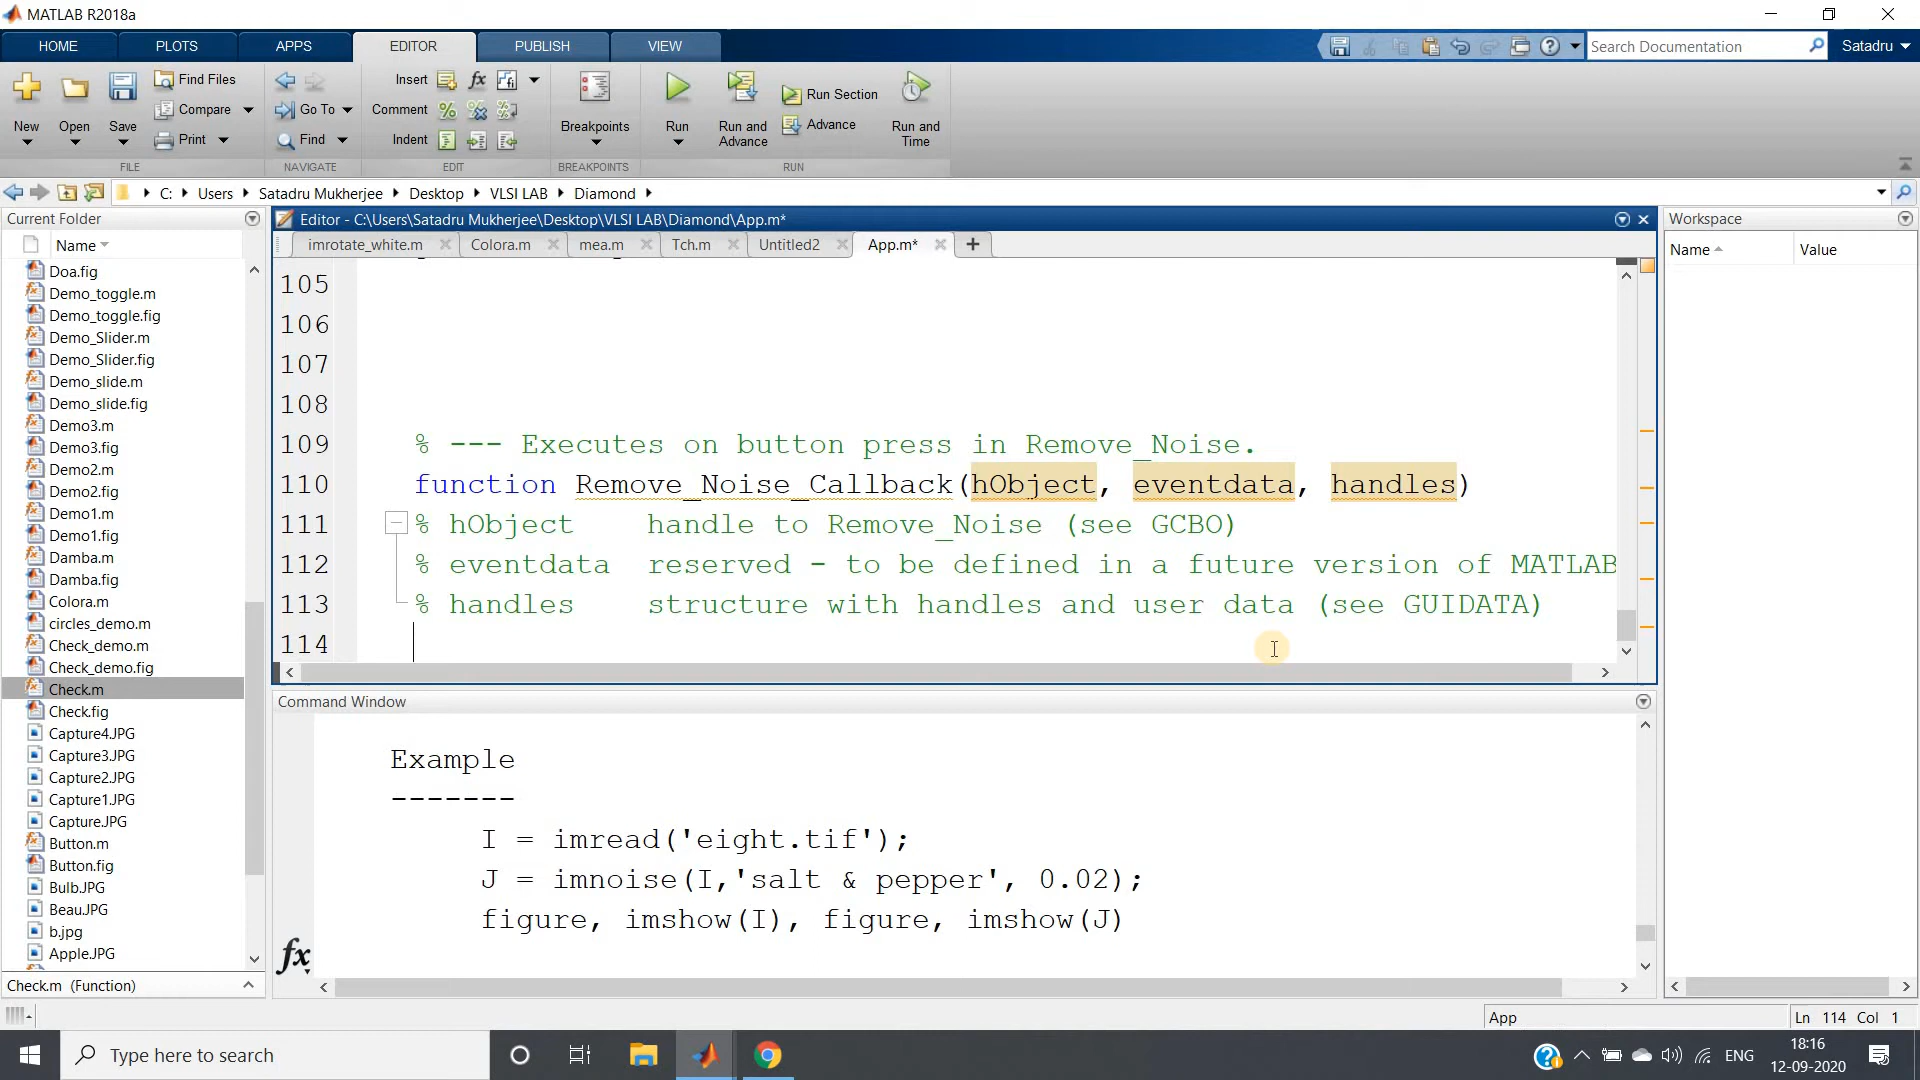 MATLAB R2018a
HOME PLOTS APPS EDITOR PUBLISH VIEW
Search Documentation
Satadru
New
Open
Save
Find Files
Compare
Print
FILE
Go To
Find
NAVIGATE
Insert
Comment
Indent
EDIT
Breakpoints
BREAKPOINTS
Run
Run and Advance
Run Section
Advance
Run and Time
RUN
C: Users Satadru Mukherjee Desktop VLSI LAB Diamond
Current Folder
Name
Doa.fig
Demo_toggle.m
Demo_toggle.fig
Demo_Slider.m
Demo_Slider.fig
Demo_slide.m
Demo_slide.fig
Demo3.m
Demo3.fig
Demo2.m
Demo2.fig
Demo1.m
Demo1.fig
Damba.m
Damba.fig
Colora.m
circles_demo.m
Check_demo.m
Check_demo.fig
Check.m
Check.fig
Capture4.JPG
Capture3.JPG
Capture2.JPG
Capture1.JPG
Capture.JPG
Button.m
Button.fig
Bulb.JPG
Beau.JPG
b.jpg
Apple.JPG
Check.m (Function)
Editor - C:\Users\Satadru Mukherjee\Desktop\VLSI LAB\Diamond\App.m*
imrotate_white.m Colora.m mea.m Tch.m Untitled2 App.m*
105
106
107
108
109 % --- Executes on button press in Remove_Noise.
110 function Remove_Noise_Callback(hObject, eventdata, handles)
111 % hObject handle to Remove_Noise (see GCBO)
112 % eventdata reserved - to be defined in a future version of MATLAB
113 % handles structure with handles and user data (see GUIDATA)
114
Command Window
Example
-------
I = imread('eight.tif');
J = imnoise(I,'salt & pepper', 0.02);
figure, imshow(I), figure, imshow(J)
fx
Workspace
Name Value
App
Ln 114 Col 1
Type here to search
ENG
18:16
12-09-2020